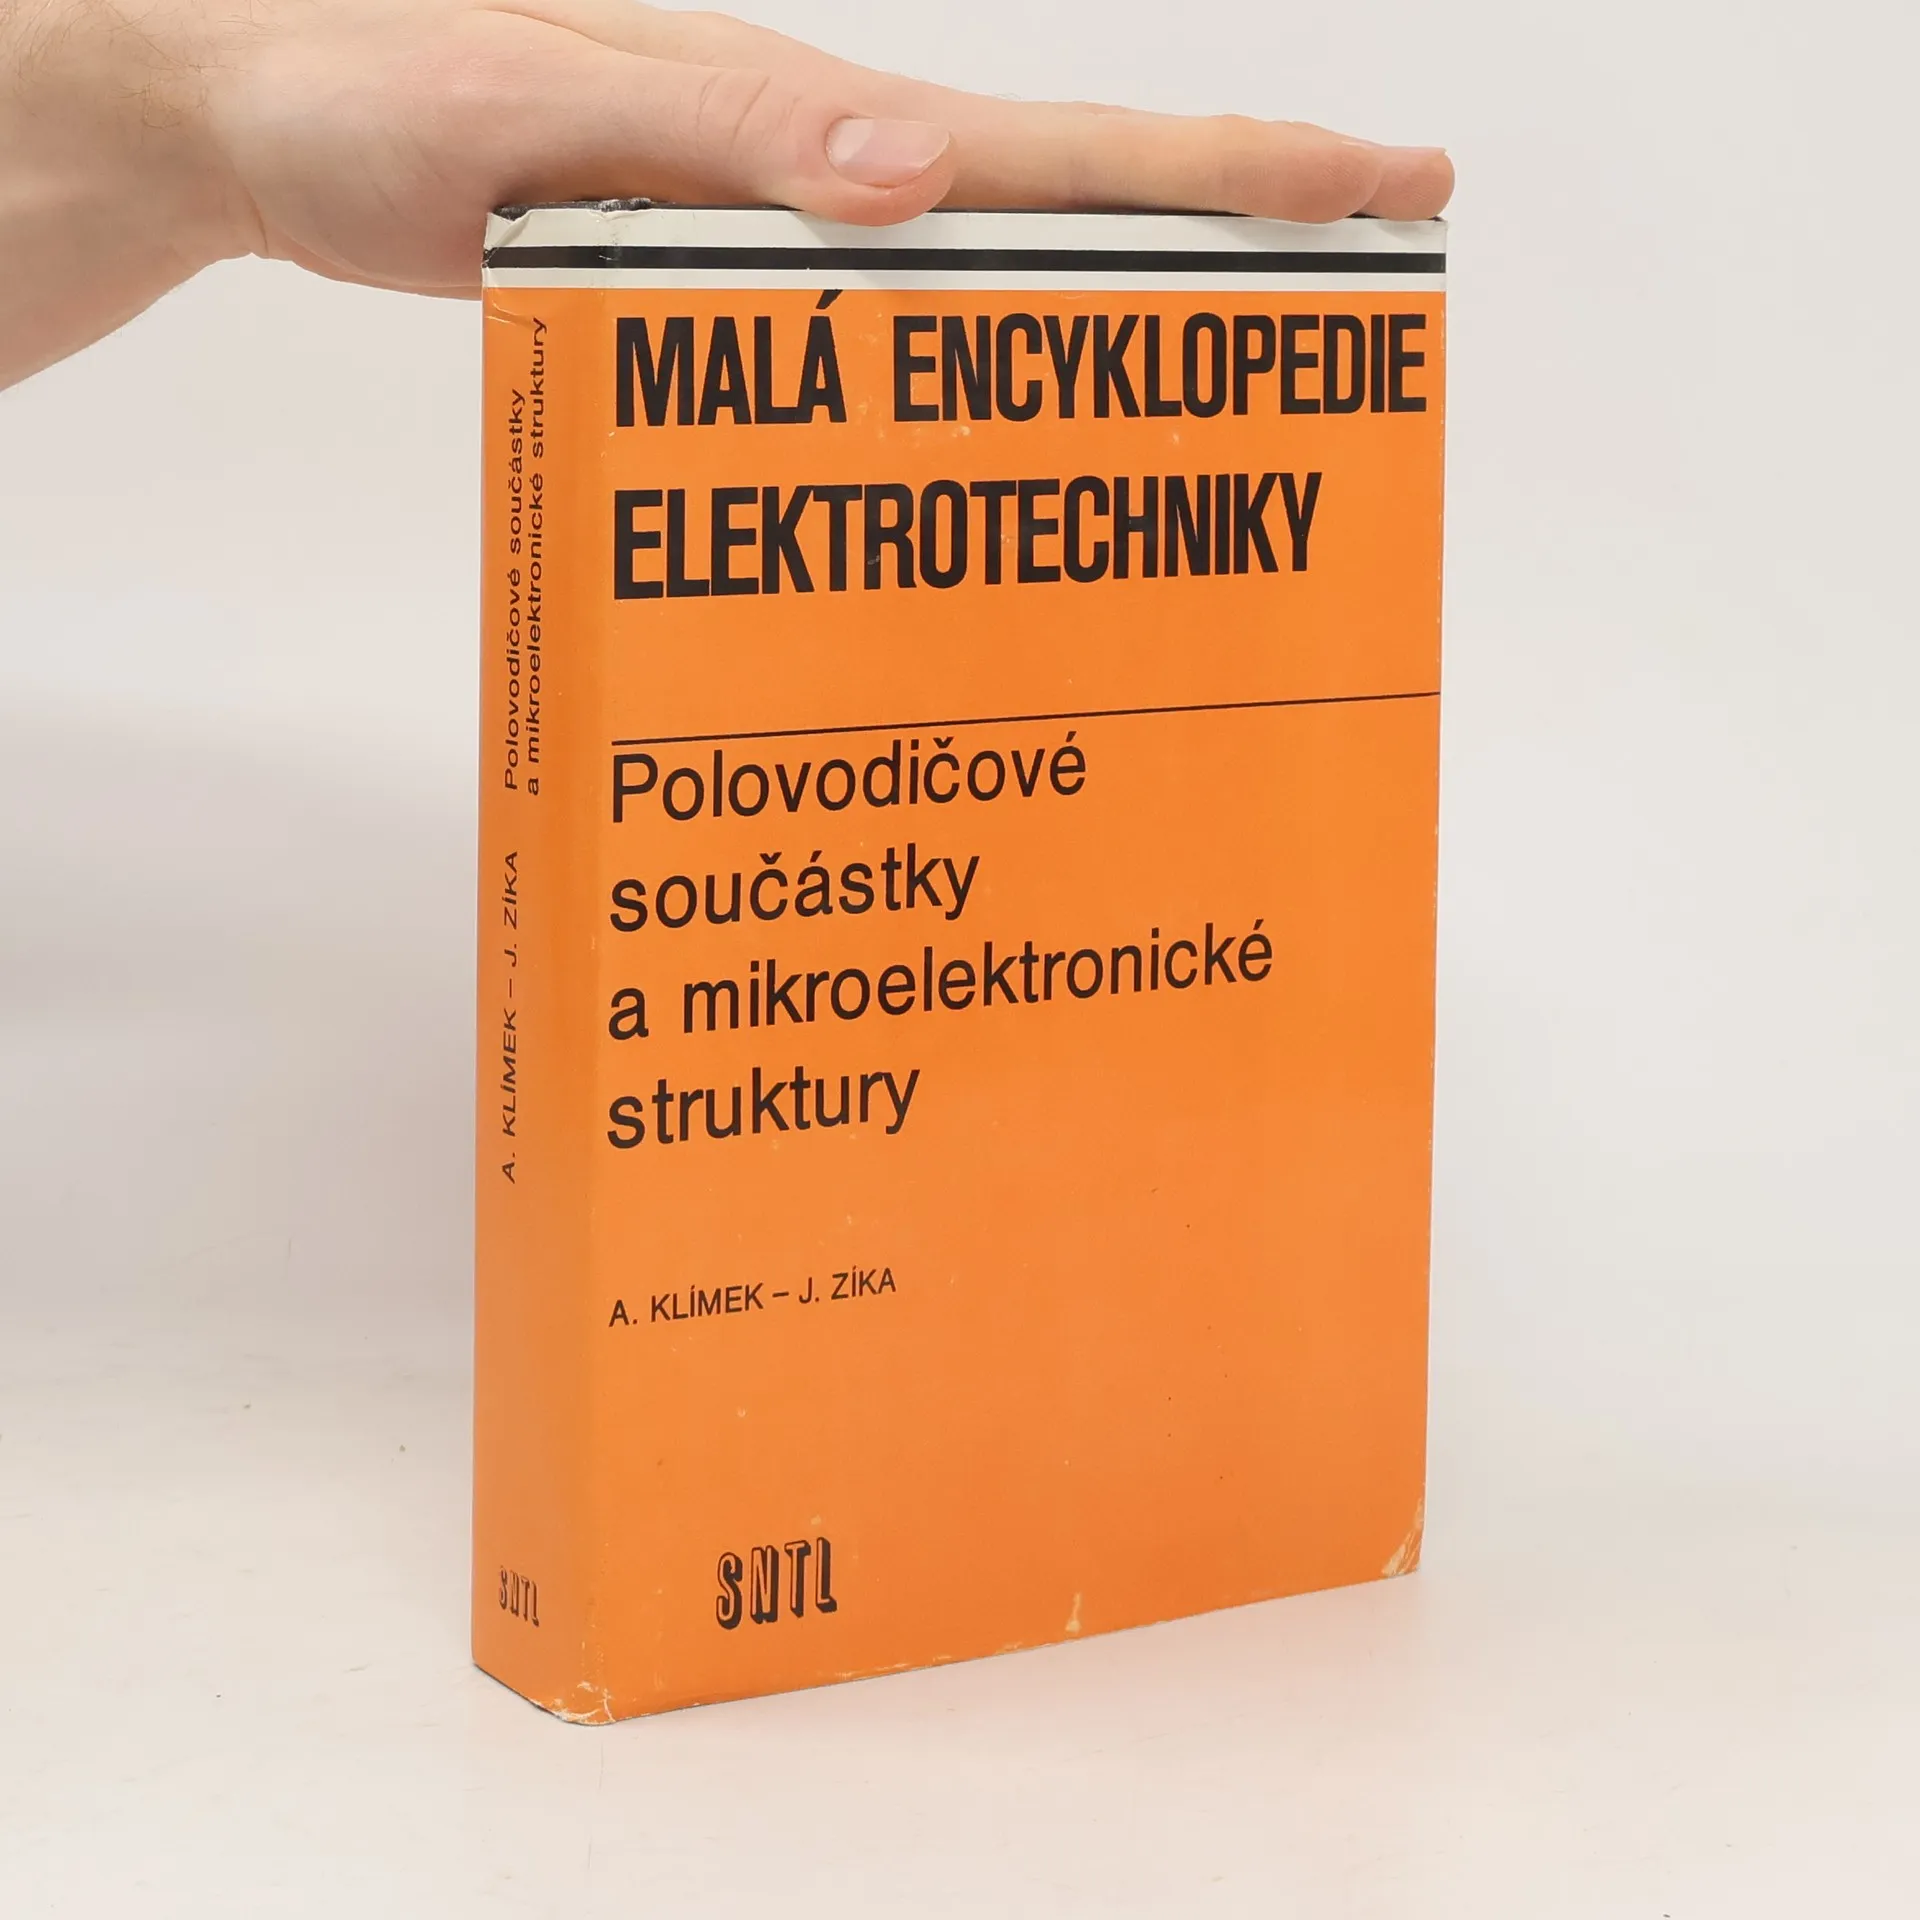 MALÁ ENCYKLOPEDIE
ELEKTROTECHNIKY
Polovodičové
součástky
a mikroelektronické
struktury
A. KLÍMEK – J. ZÍKA
SNTL
A. KLÍMEK – J. ZÍKA
Polovodičové součástky
a mikroelektronické struktury
SNTL